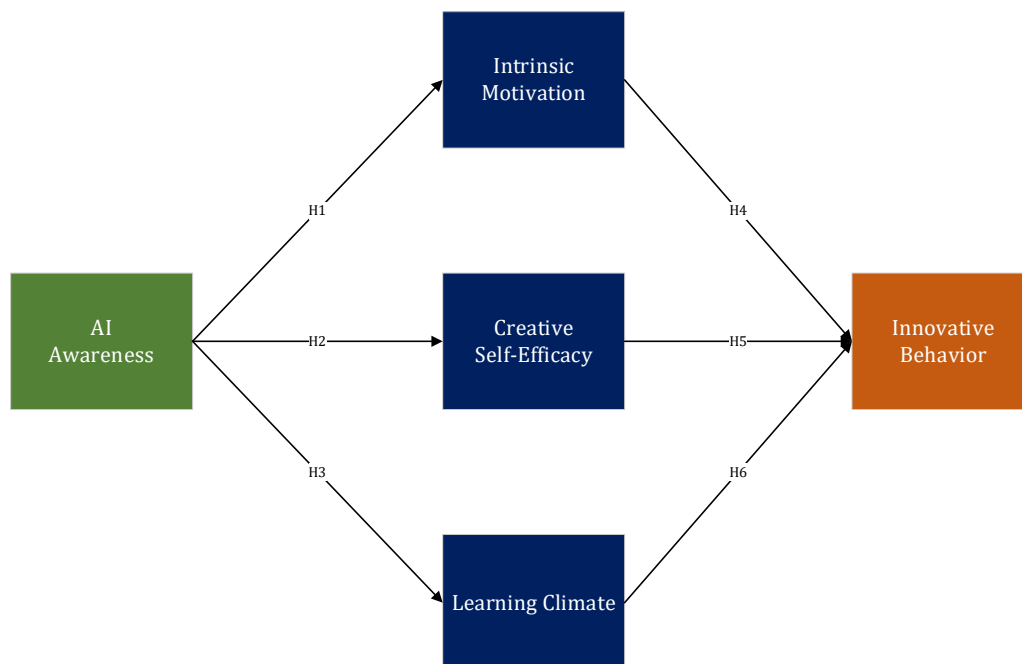 Intrinsic
Motivation
H1
H4
AI
Awareness
H2
Creative
Self-Efficacy
H5
Innovative
Behavior
H3
H6
Learning Climate